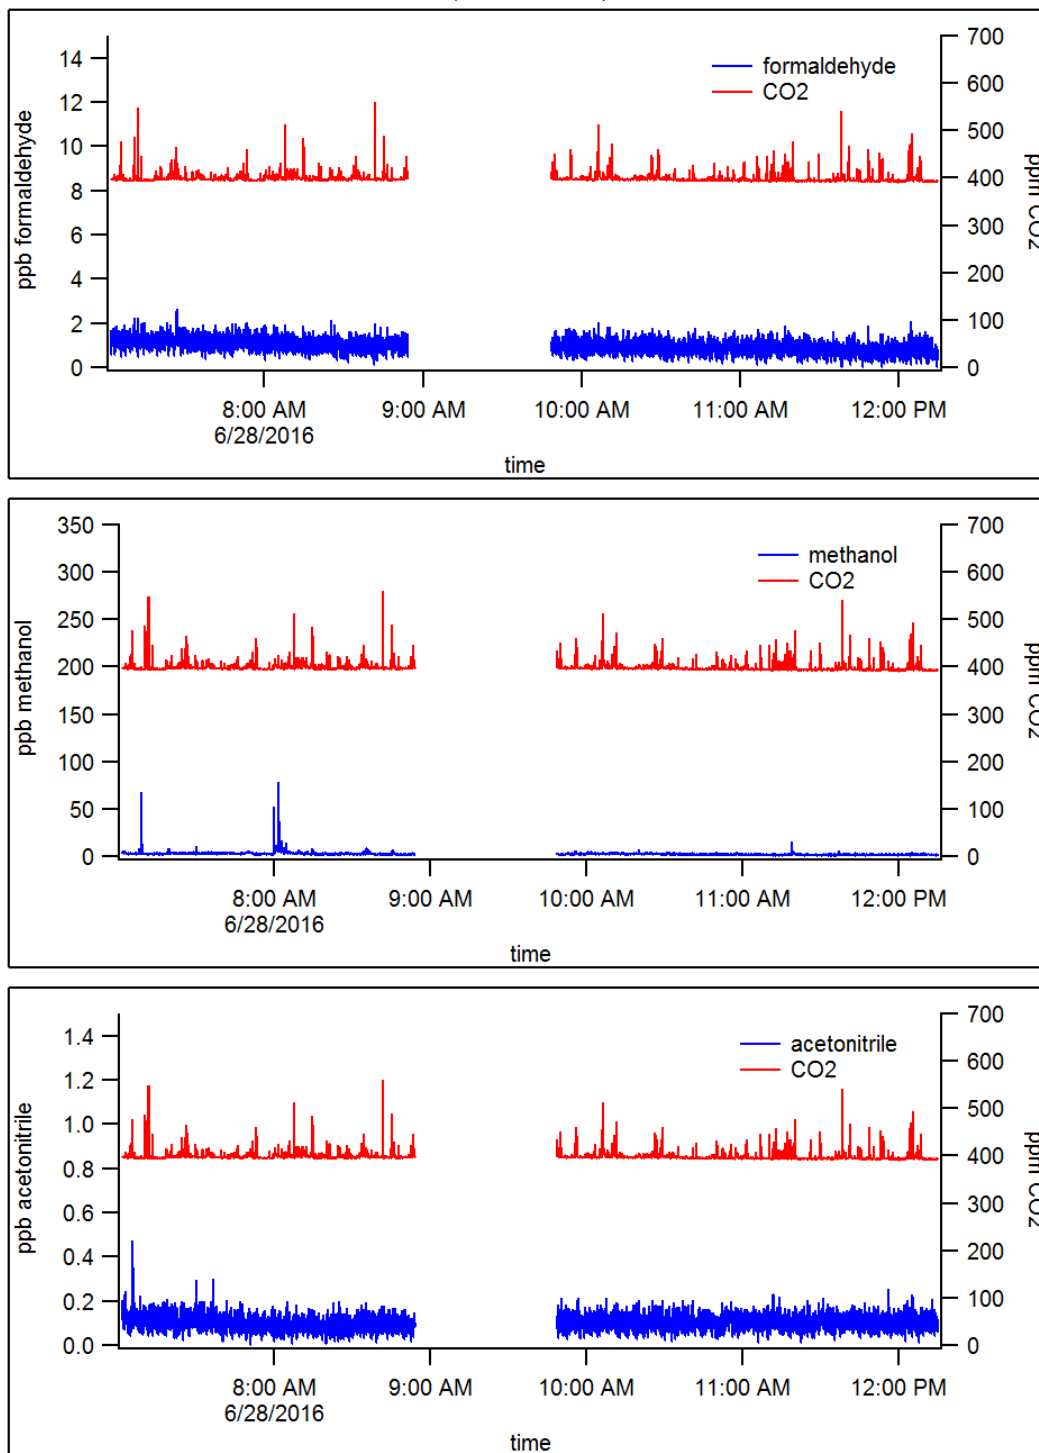 formaldehyde
CO2
14
12
10
8
6
4
2
0
ppb formaldehyde
700
600
500
400
300
200
100
0
ppm CO2
8:00 AM
9:00 AM
10:00 AM
11:00 AM
12:00 PM
6/28/2016
time
methanol
CO2
350
300
250
200
150
100
50
0
ppb methanol
700
600
500
400
300
200
100
0
ppm CO2
8:00 AM
9:00 AM
10:00 AM
11:00 AM
12:00 PM
6/28/2016
time
acetonitrile
CO2
1.4
1.2
1.0
0.8
0.6
0.4
0.2
0.0
ppb acetonitrile
700
600
500
400
300
200
100
0
ppm CO2
8:00 AM
9:00 AM
10:00 AM
11:00 AM
12:00 PM
6/28/2016
time